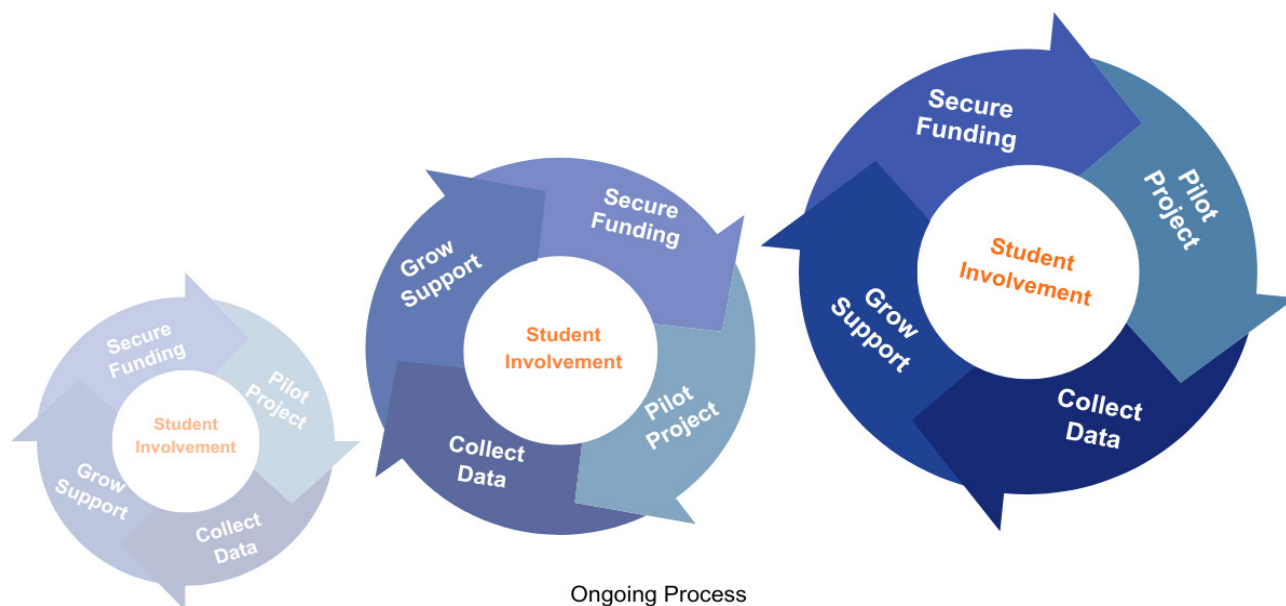 Secure
Funding
Pilot
Project
Collect
Data
Grow
Support
Student
Involvement
Secure
Funding
Pilot
Project
Collect
Data
Grow
Support
Student
Involvement
Secure
Funding
Pilot
Project
Collect
Data
Grow
Support
Student
Involvement
Ongoing Process